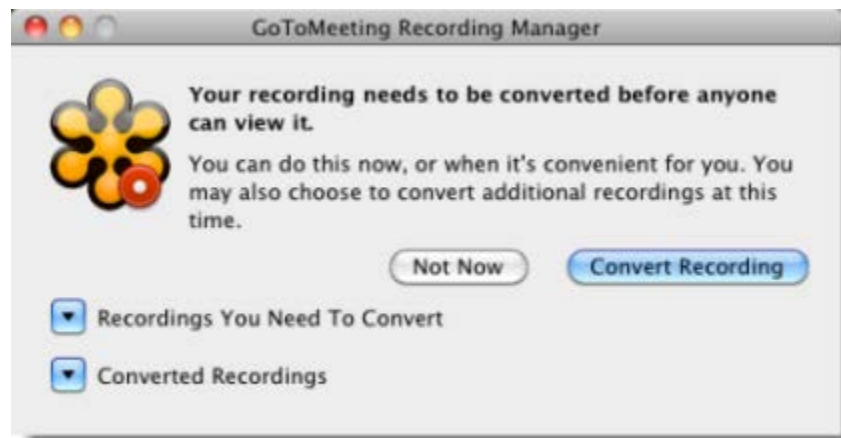 GoToMeeting Recording Manager
Your recording needs to be converted before anyone
can view it.
You can do this now, or when it's convenient for you. You
may also choose to convert additional recordings at this
time.
Not Now
Convert Recording
Recordings You Need To Convert
Converted Recordings